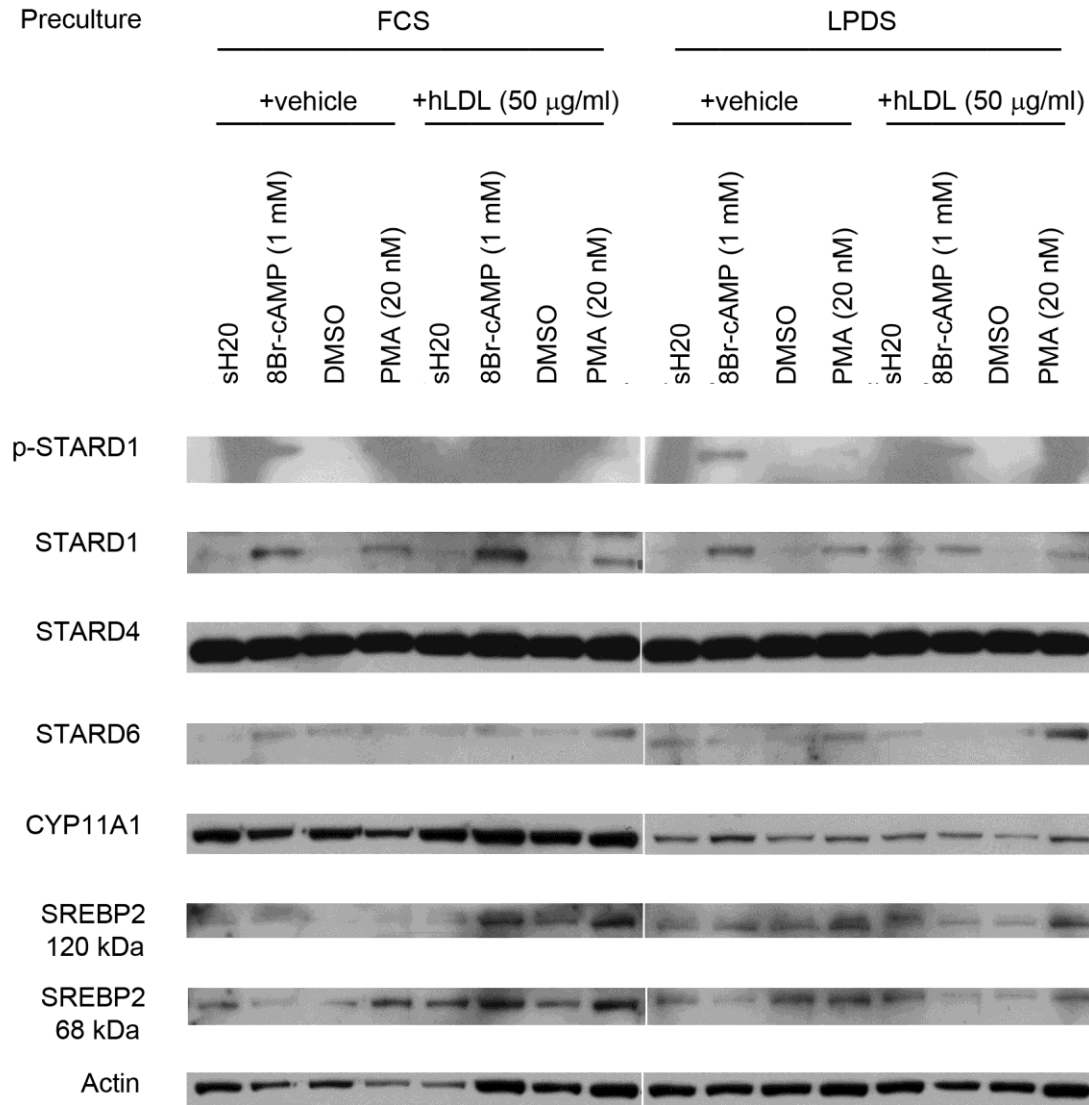 Preculture FCS LPDS
+vehicle +hLDL (50 μg/ml) +vehicle +hLDL (50 μg/ml)
sH20 8Br-cAMP (1 mM) DMSO PMA (20 nM) sH20 8Br-cAMP (1 mM) DMSO PMA (20 nM) sH20 8Br-cAMP (1 mM) DMSO PMA (20 nM) sH20 8Br-cAMP (1 mM) DMSO PMA (20 nM)
p-STARD1
STARD1
STARD4
STARD6
CYP11A1
SREBP2
120 kDa
SREBP2
68 kDa
Actin